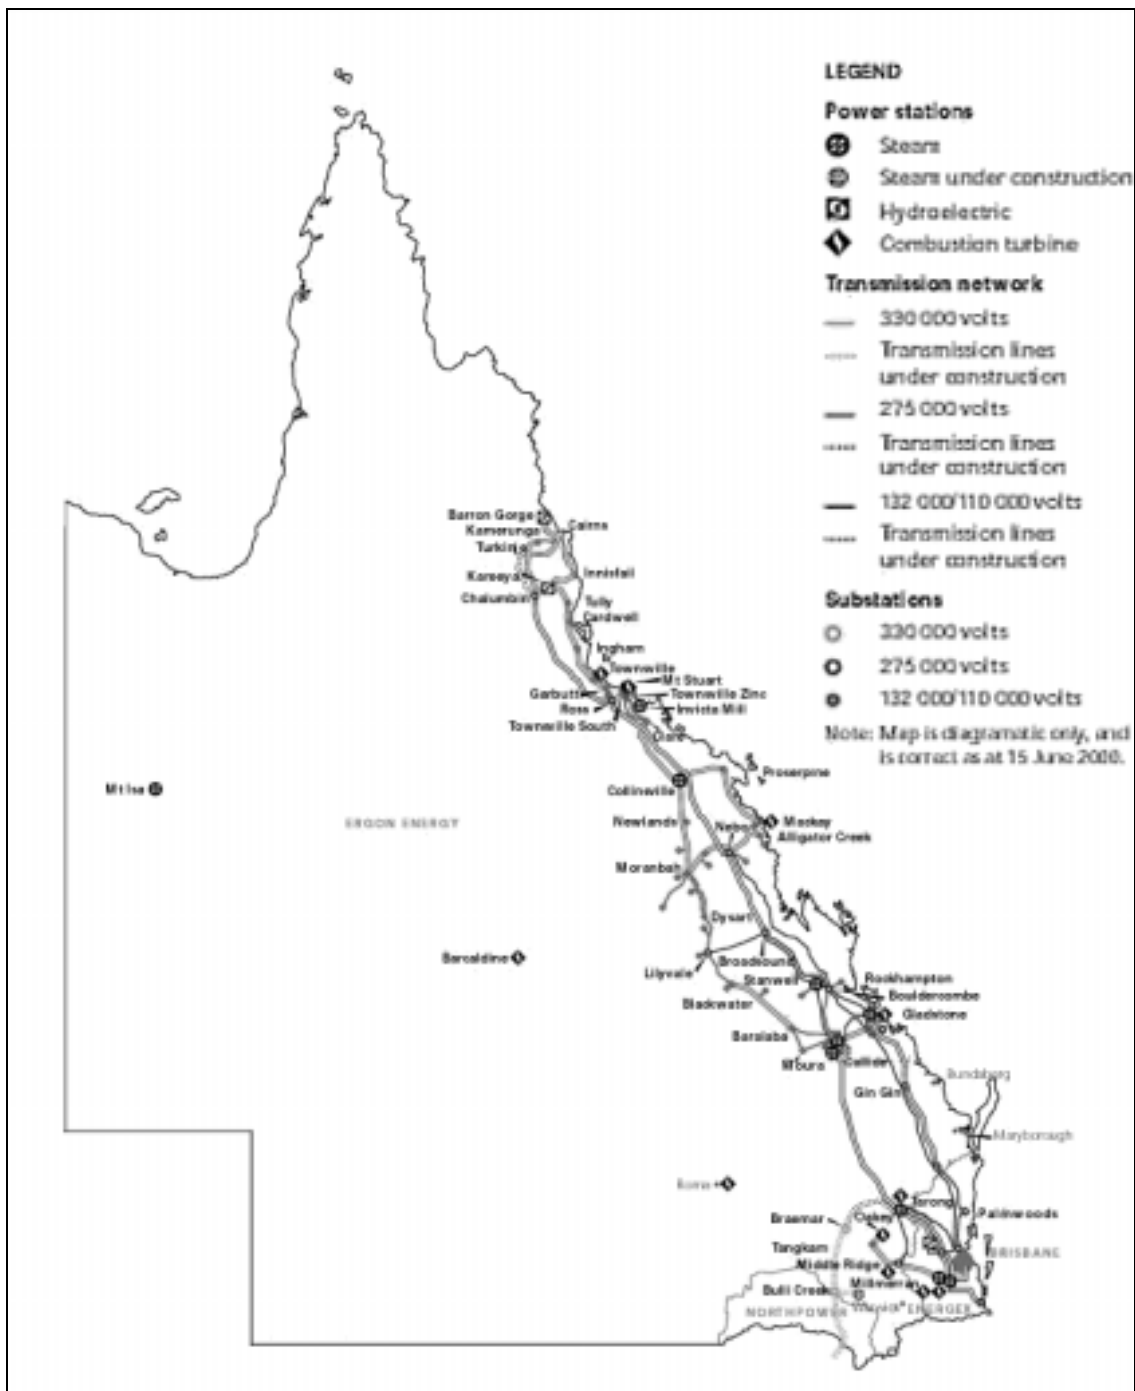 LEGEND
Power stations
Steam
Steam under construction
Hydroelectric
Combustion turbine
Transmission network
330 000 volts
Transmission lines
under construction
275 000 volts
Transmission lines
under construction
132 000/110 000 volts
Transmission lines
under construction
Substations
330 000 volts
275 000 volts
132 000/110 000 volts
Note: Map is diagramatic only, and
is correct as at 15 June 2000.
Barron Gorge
Kamerunga
Cairns
Turkinje
Kareeya
Innisfail
Chalumbin
Tully
Cardwell
Ingham
Townsville
Mt Stuart
Garbutt
Townsville Zinc
Ross
Invicta Mill
Townsville South
Clare
Proserpine
Mt Isa
Collinsville
ERGON ENERGY
Newlands
Nebo
Mackay
Alligator Creek
Moranbah
Dysart
Barcaldine
Broadsound
Lilyvale
Stanwell
Rockhampton
Bouldercombe
Blackwater
Gladstone
Baralaba
Moura
Callide
Bundaberg
Gin Gin
Maryborough
Roma
Tarong
Braemar
Oakey
Palmwoods
Tangkam
BRISBANE
Middle Ridge
Millmerran
Bulli Creek
NORTHPOWER
Warwick
ENERGEX